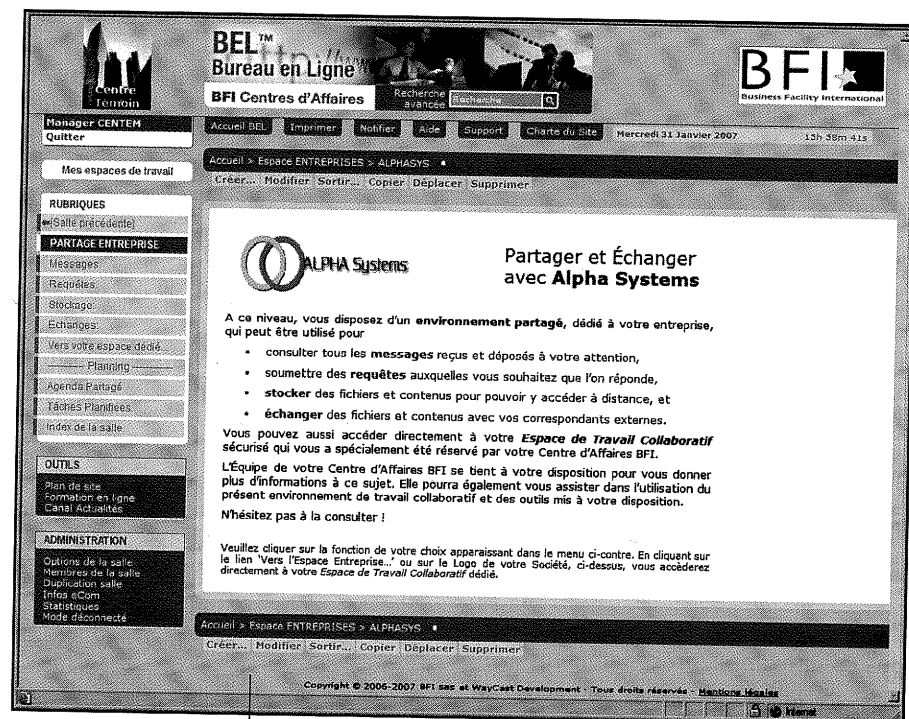 Centre
Témoin
BEL™
Bureau en Ligne
BFI Centres d'Affaires
Recherche
avancée
Recherche
BFI
Business Facility International
Manager CENTEM
Quitter
Accueil BEL
Imprimer
Notifier
Aide
Support
Charte du Site
Mercredi 31 Janvier 2007
15h 38m 41s
Mes espaces de travail
Accueil > Espace ENTREPRISES > ALPHASYS
Créer... Modifier Sortir... Copier Déplacer Supprimer
RUBRIQUES
(Salle précédente)
PARTAGE ENTREPRISE
Messages
Requêtes
Stockage
Echanges
Vers votre espace dédié...
Planning
Agenda Partagé
Tâches Planifiées
Index de la salle
OUTILS
Plan de site
Formation en ligne
Canal Actualités
ADMINISTRATION
Options de la salle
Membres de la salle
Duplication salle
Infos eCom
Statistiques
Mode déconnecté
ALPHA Systems
Partager et Échanger
avec Alpha Systems
A ce niveau, vous disposez d'un environnement partagé, dédié à votre entreprise,
qui peut être utilisé pour
• consulter tous les messages reçus et déposés à votre attention,
• soumettre des requêtes auxquelles vous souhaitez que l'on réponde,
• stocker des fichiers et contenus pour pouvoir y accéder à distance, et
• échanger des fichiers et contenus avec vos correspondants externes.
Vous pouvez aussi accéder directement à votre Espace de Travail Collaboratif
sécurisé qui vous a spécialement été réservé par votre Centre d'Affaires BFI.
L'Équipe de votre Centre d'Affaires BFI se tient à votre disposition pour vous donner
plus d'informations à ce sujet. Elle pourra également vous assister dans l'utilisation du
présent environnement de travail collaboratif et des outils mis à votre disposition.
N'hésitez pas à la consulter !
Veuillez cliquer sur la fonction de votre choix apparaissant dans le menu ci-contre. En cliquant sur
le lien 'Vers l'Espace Entreprise...' ou sur le Logo de votre Société, ci-dessus, vous accèderez
directement à votre Espace de Travail Collaboratif dédié.
Accueil > Espace ENTREPRISES > ALPHASYS
Créer... Modifier Sortir... Copier Déplacer Supprimer
Copyright © 2006-2007 BFI sas et WayCast Development - Tous droits réservés - Mentions légales
Internet